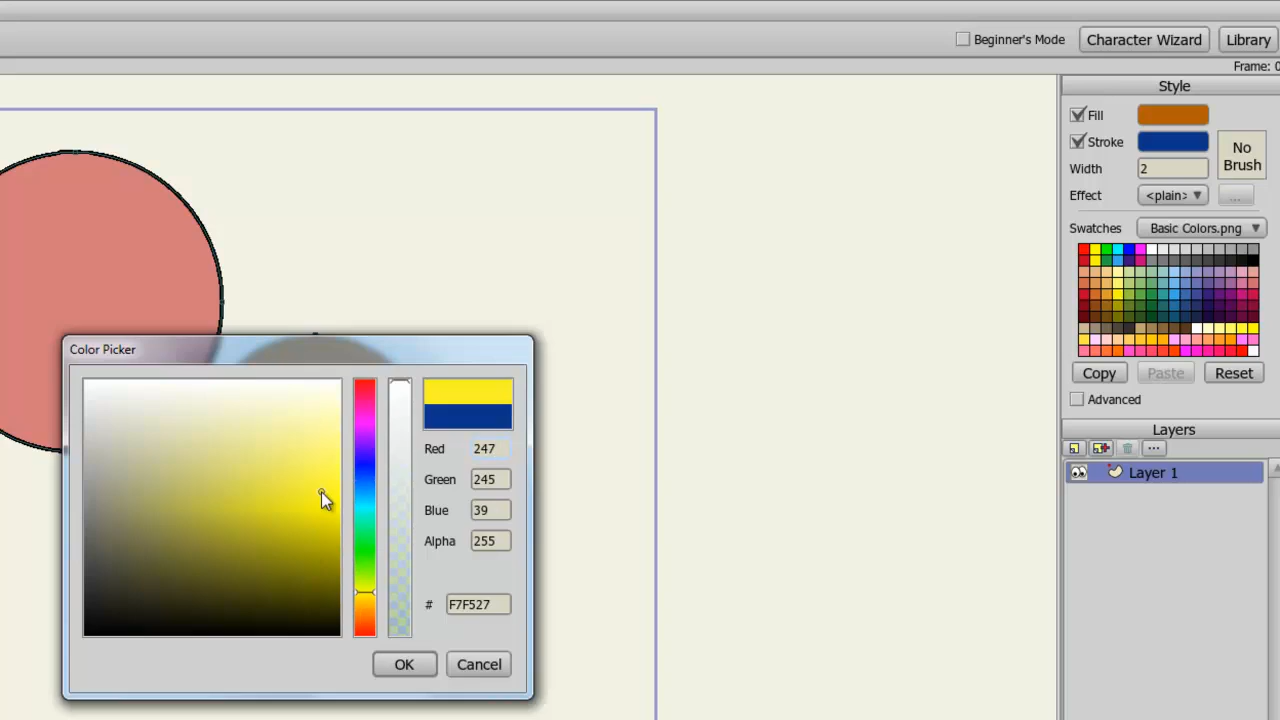 Beginner's Mode
Character Wizard
Library
Frame: 0
Style
Fill
Stroke
No Brush
Width 2
Effect <plain> ...
Swatches Basic Colors.png
Copy Paste Reset
Advanced
Layers
...
Layer 1
Color Picker
Red 247
Green 245
Blue 39
Alpha 255
# F7F527
OK Cancel